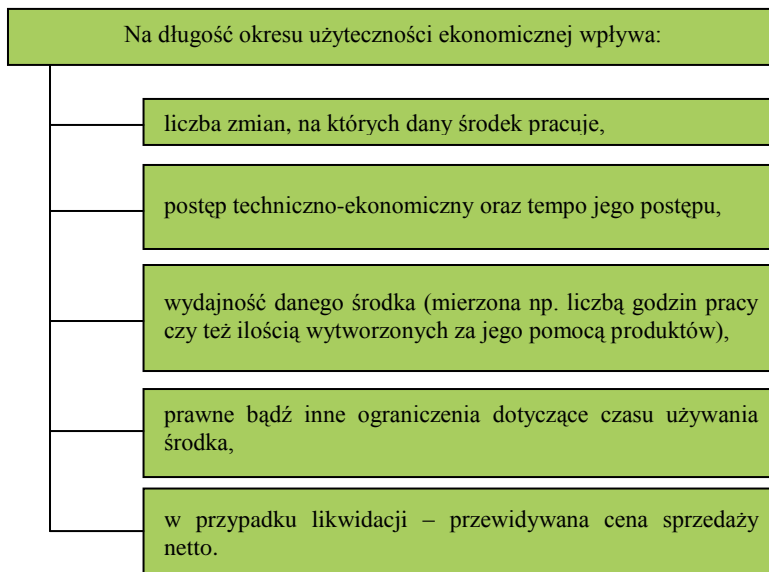 Na długość okresu użyteczności ekonomicznej wpływa:
liczba zmian, na których dany środek pracuje,
postęp techniczno-ekonomiczny oraz tempo jego postępu,
wydajność danego środka (mierzona np. liczbą godzin pracy
czy też ilością wytworzonych za jego pomocą produktów),
prawne bądź inne ograniczenia dotyczące czasu używania
środka,
w przypadku likwidacji – przewidywana cena sprzedaży
netto.